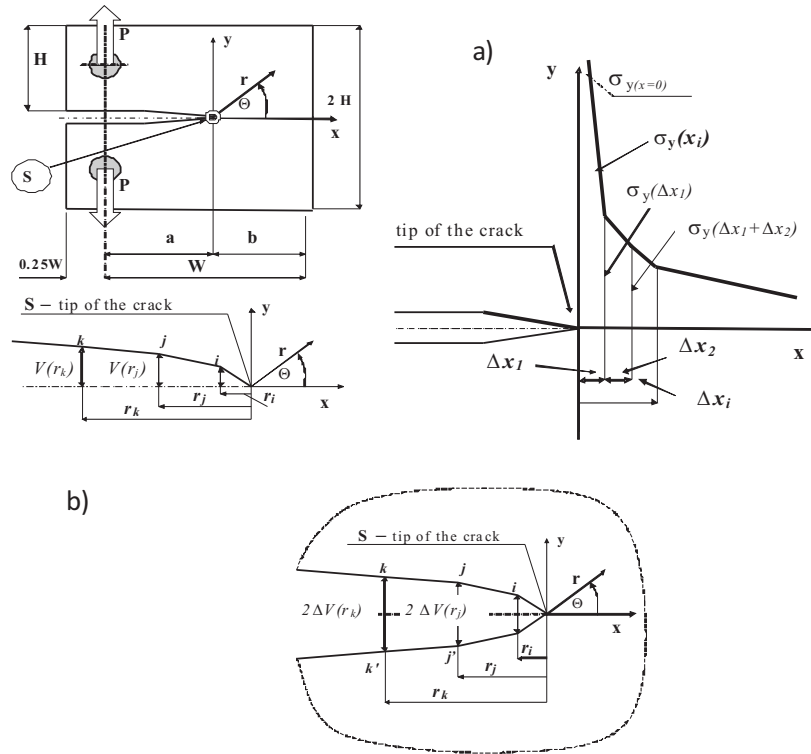 P
y
H
r
Θ
2 H
x
S
P
a
b
0.25W
W
S – tip of the crack
y
k
j
i
r
Θ
V(rk)
V(rj)
x
rj
ri
rk
a)
y
σy(x=0)
σy(xi)
σy(Δx1)
tip of the crack
σy(Δx1+Δx2)
x
Δx1
Δx2
Δxi
b)
S – tip of the crack
y
k
j
i
r
Θ
2ΔV(rk)
2ΔV(rj)
x
j'
ri
k'
rj
rk